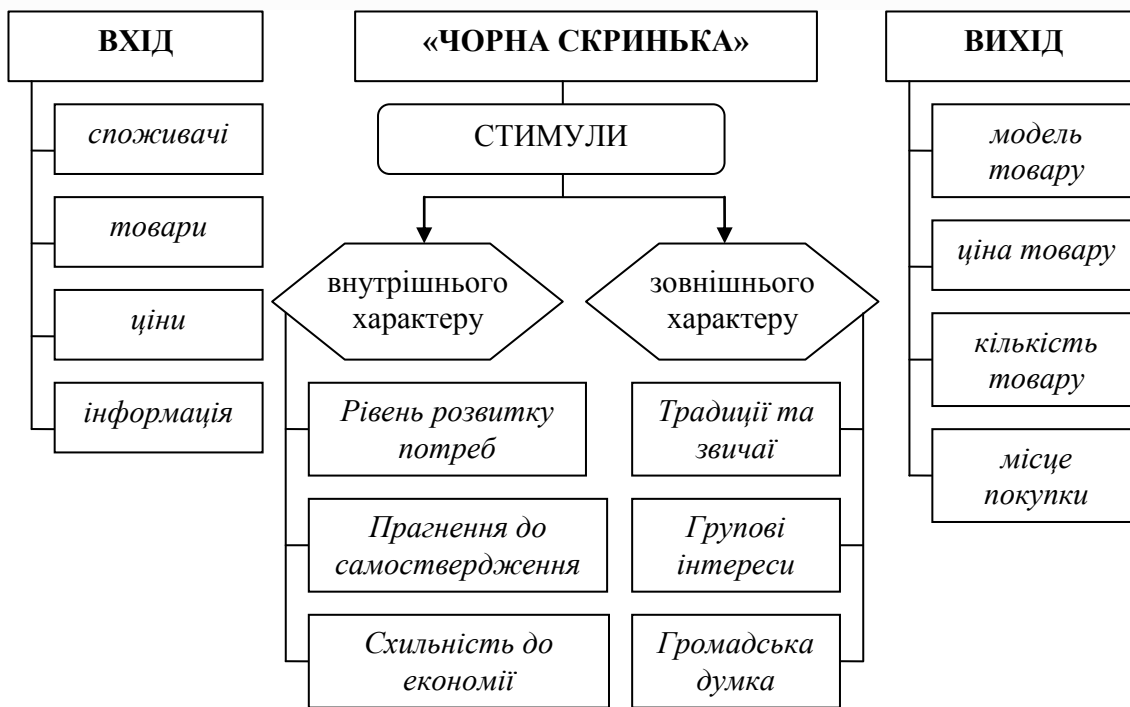 ВХІД
«ЧОРНА СКРИНЬКА»
ВИХІД
споживачі
товари
ціни
інформація
СТИМУЛИ
внутрішнього
характеру
зовнішнього
характеру
Рівень розвитку
потреб
Прагнення до
самоствердження
Схильність до
економії
Традиції та
звичаї
Групові
інтереси
Громадська
думка
модель
товару
ціна товару
кількість
товару
місце
покупки